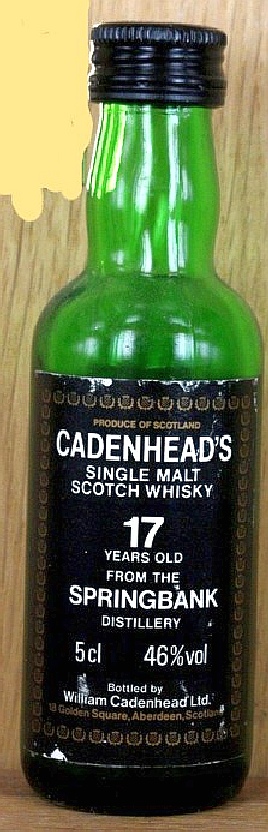 PRODUCE OF SCOTLAND
CADENHEAD'S
SINGLE MALT
SCOTCH WHISKY
17
YEARS OLD
FROM THE
SPRINGBANK
DISTILLERY
5cl 46%vol
Bottled by
William Cadenhead Ltd.
18 Golden Square, Aberdeen, Scotland